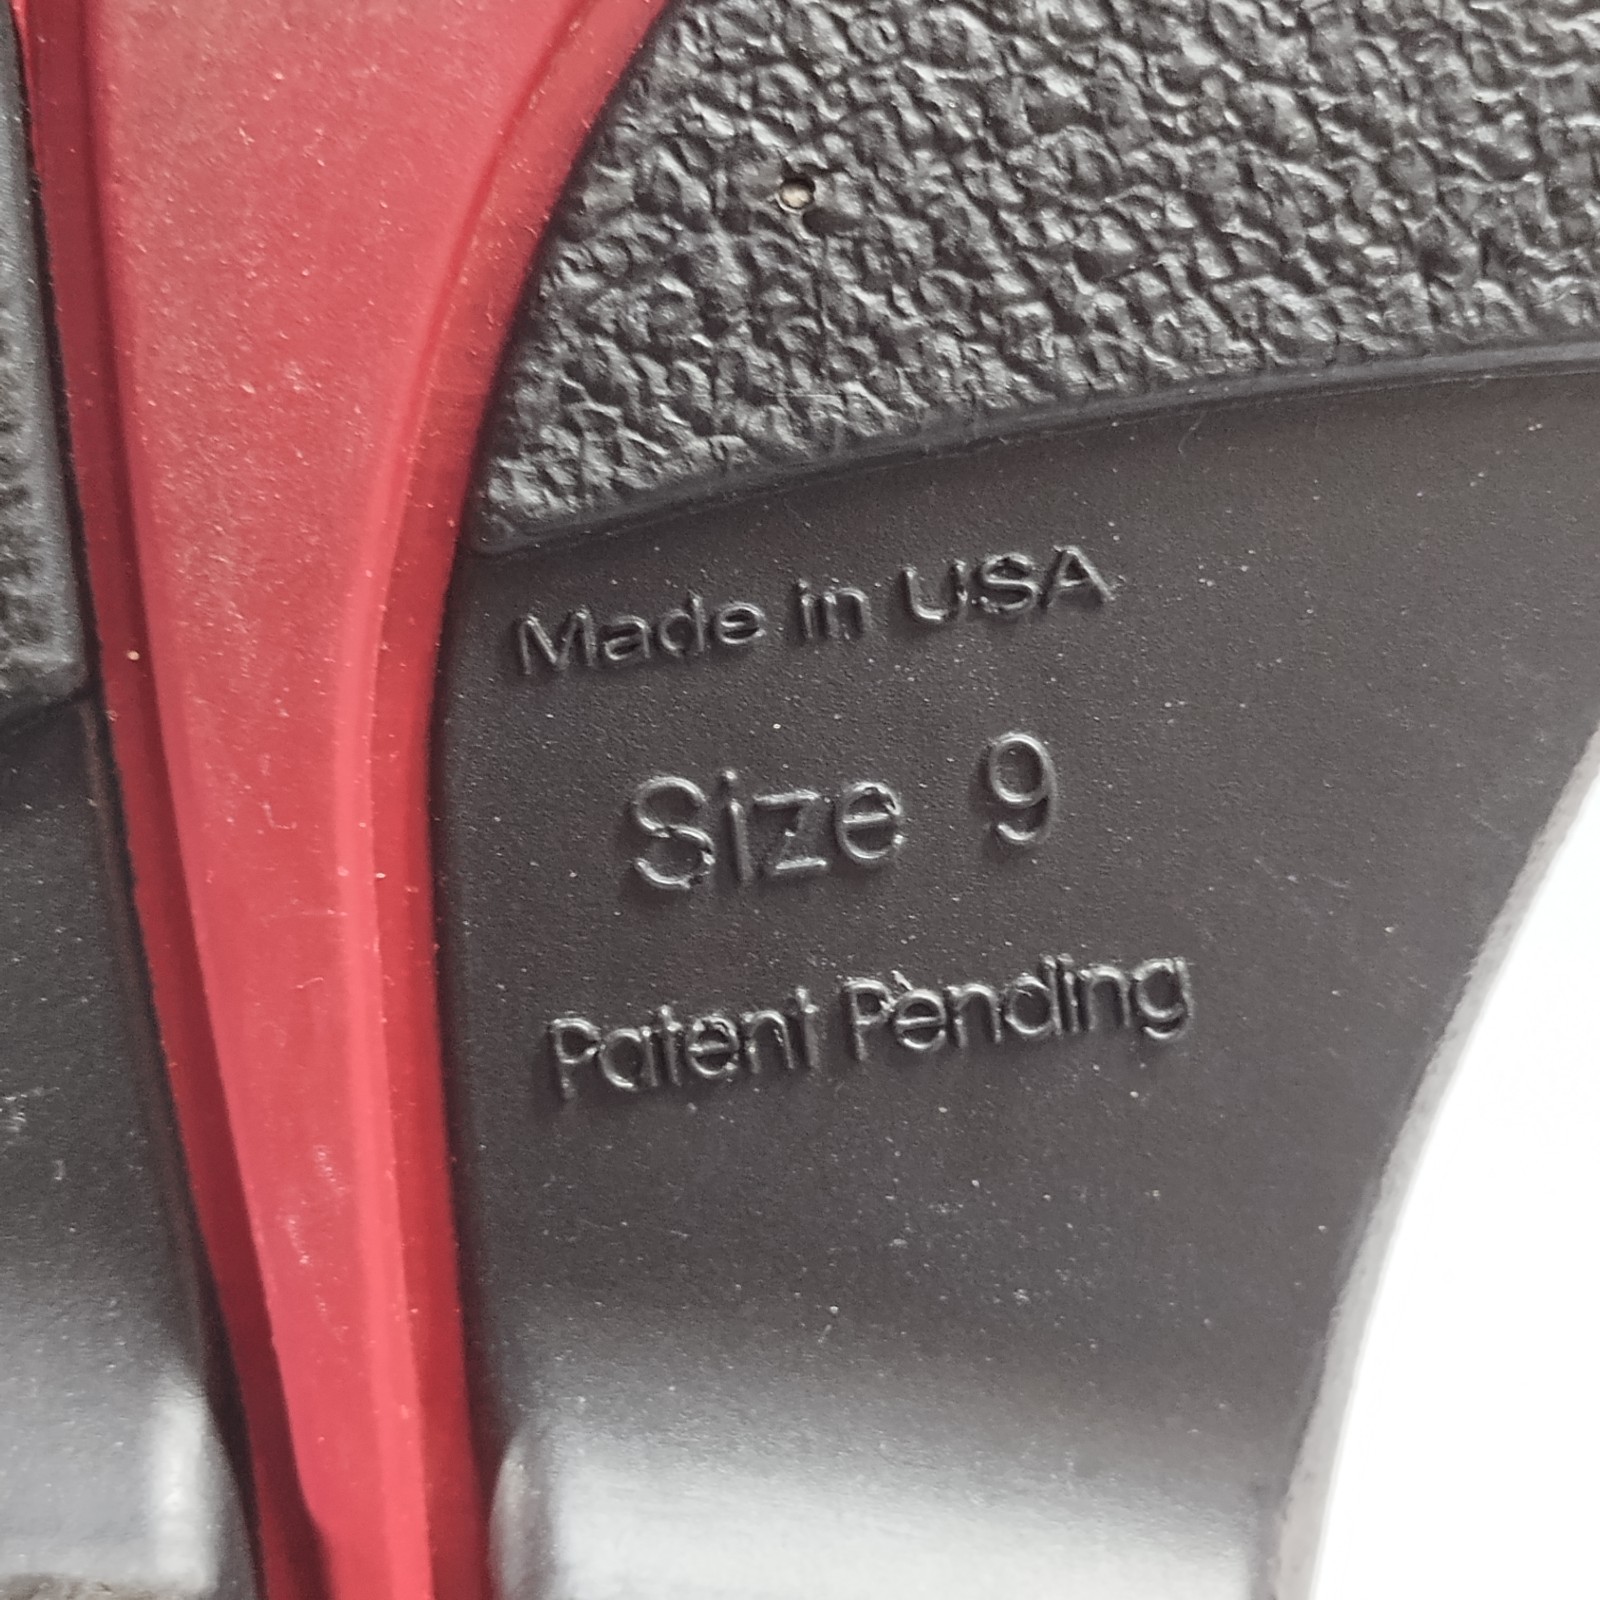 Made in USA
Size 9
Patent Pending